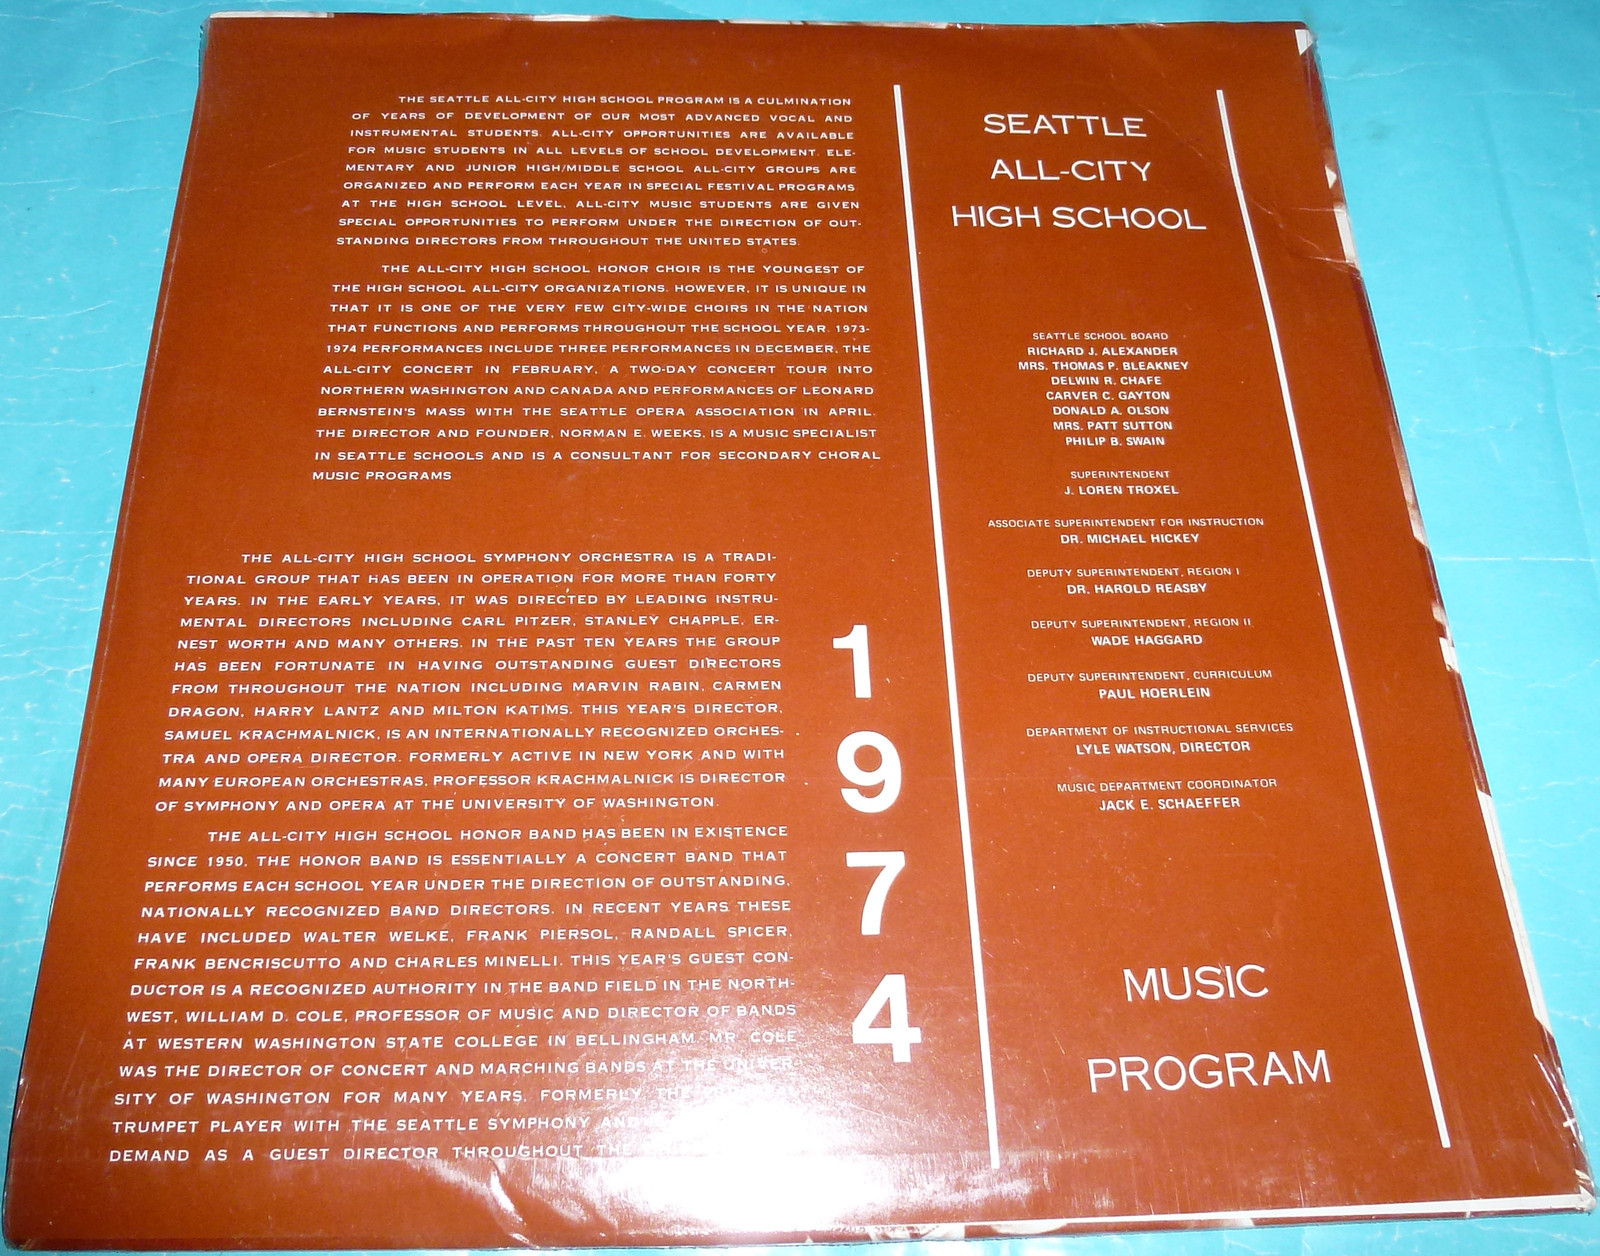 THE SEATTLE ALL-CITY HIGH SCHOOL PROGRAM IS A CULMINATION
OF YEARS OF DEVELOPMENT OF OUR MOST ADVANCED VOCAL AND
INSTRUMENTAL STUDENTS. ALL-CITY OPPORTUNITIES ARE AVAILABLE
FOR MUSIC STUDENTS IN ALL LEVELS OF SCHOOL DEVELOPMENT. ELE-
MENTARY AND JUNIOR HIGH/MIDDLE SCHOOL ALL-CITY GROUPS ARE
ORGANIZED AND PERFORM EACH YEAR IN SPECIAL FESTIVAL PROGRAMS
AT THE HIGH SCHOOL LEVEL, ALL-CITY MUSIC STUDENTS ARE GIVEN
SPECIAL OPPORTUNITIES TO PERFORM UNDER THE DIRECTION OF OUT-
STANDING DIRECTORS FROM THROUGHOUT THE UNITED STATES.
THE ALL-CITY HIGH SCHOOL HONOR CHOIR IS THE YOUNGEST OF
THE HIGH SCHOOL ALL-CITY ORGANIZATIONS. HOWEVER, IT IS UNIQUE IN
THAT IT IS ONE OF THE VERY FEW CITY-WIDE CHOIRS IN THE NATION
THAT FUNCTIONS AND PERFORMS THROUGHOUT THE SCHOOL YEAR. 1973-
1974 PERFORMANCES INCLUDE THREE PERFORMANCES IN DECEMBER, THE
ALL-CITY CONCERT IN FEBRUARY, A TWO-DAY CONCERT TOUR INTO
NORTHERN WASHINGTON AND CANADA AND PERFORMANCES OF LEONARD
BERNSTEIN'S MASS WITH THE SEATTLE OPERA ASSOCIATION IN APRIL.
THE DIRECTOR AND FOUNDER, NORMAN E. WEEKS, IS A MUSIC SPECIALIST
IN SEATTLE SCHOOLS AND IS A CONSULTANT FOR SECONDARY CHORAL
MUSIC PROGRAMS
THE ALL-CITY HIGH SCHOOL SYMPHONY ORCHESTRA IS A TRADI-
TIONAL GROUP THAT HAS BEEN IN OPERATION FOR MORE THAN FORTY
YEARS. IN THE EARLY YEARS, IT WAS DIRECTED BY LEADING INSTRU-
MENTAL DIRECTORS INCLUDING CARL PITZER, STANLEY CHAPPLE, ER-
NEST WORTH AND MANY OTHERS. IN THE PAST TEN YEARS THE GROUP
HAS BEEN FORTUNATE IN HAVING OUTSTANDING GUEST DIRECTORS
FROM THROUGHOUT THE NATION INCLUDING MARVIN RABIN, CARMEN
DRAGON, HARRY LANTZ AND MILTON KATIMS. THIS YEAR'S DIRECTOR,
SAMUEL KRACHMALNICK, IS AN INTERNATIONALLY RECOGNIZED ORCHES-
TRA AND OPERA DIRECTOR. FORMERLY ACTIVE IN NEW YORK AND WITH
MANY EUROPEAN ORCHESTRAS, PROFESSOR KRACHMALNICK IS DIRECTOR
OF SYMPHONY AND OPERA AT THE UNIVERSITY OF WASHINGTON.
THE ALL-CITY HIGH SCHOOL HONOR BAND HAS BEEN IN EXISTENCE
SINCE 1950. THE HONOR BAND IS ESSENTIALLY A CONCERT BAND THAT
PERFORMS EACH SCHOOL YEAR UNDER THE DIRECTION OF OUTSTANDING,
NATIONALLY RECOGNIZED BAND DIRECTORS. IN RECENT YEARS THESE
HAVE INCLUDED WALTER WELKE, FRANK PIERSOL, RANDALL SPICER,
FRANK BENCRISCUTTO AND CHARLES MINELLI. THIS YEAR'S GUEST CON-
DUCTOR IS A RECOGNIZED AUTHORITY IN THE BAND FIELD IN THE NORTH-
WEST, WILLIAM D. COLE, PROFESSOR OF MUSIC AND DIRECTOR OF BANDS
AT WESTERN WASHINGTON STATE COLLEGE IN BELLINGHAM. MR. COLE
WAS THE DIRECTOR OF CONCERT AND MARCHING BANDS AT THE UNIVER-
SITY OF WASHINGTON FOR MANY YEARS. FORMERLY THE
TRUMPET PLAYER WITH THE SEATTLE SYMPHONY AND
DEMAND AS A GUEST DIRECTOR THROUGHOUT THE
1974
SEATTLE
ALL-CITY
HIGH SCHOOL
SEATTLE SCHOOL BOARD
RICHARD J. ALEXANDER
MRS. THOMAS P. BLEAKNEY
DELWIN R. CHAFE
CARVER C. GAYTON
DONALD A. OLSON
MRS. PATT SUTTON
PHILIP B. SWAIN
SUPERINTENDENT
J. LOREN TROXEL
ASSOCIATE SUPERINTENDENT FOR INSTRUCTION
DR. MICHAEL HICKEY
DEPUTY SUPERINTENDENT, REGION I
DR. HAROLD REASBY
DEPUTY SUPERINTENDENT, REGION II
WADE HAGGARD
DEPUTY SUPERINTENDENT, CURRICULUM
PAUL HOERLEIN
DEPARTMENT OF INSTRUCTIONAL SERVICES
LYLE WATSON, DIRECTOR
MUSIC DEPARTMENT COORDINATOR
JACK E. SCHAEFFER
MUSIC
PROGRAM